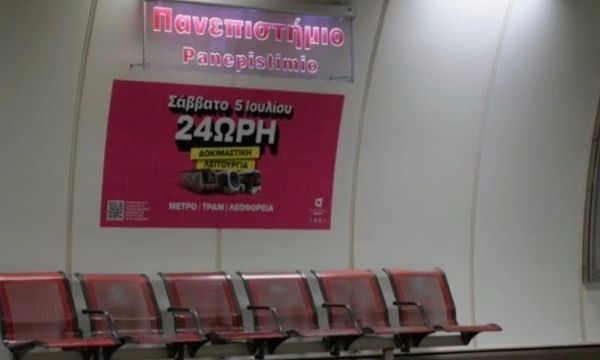 Πανεπιστήμιο
Panepistimio
Σάββατο 5 Ιουλίου
24ΩΡΗ
ΔΟΚΙΜΑΣΤΙΚΗ
ΛΕΙΤΟΥΡΓΙΑ
ΜΕΤΡΟ | ΤΡΑΜ | ΛΕΩΦΟΡΕΙΑ